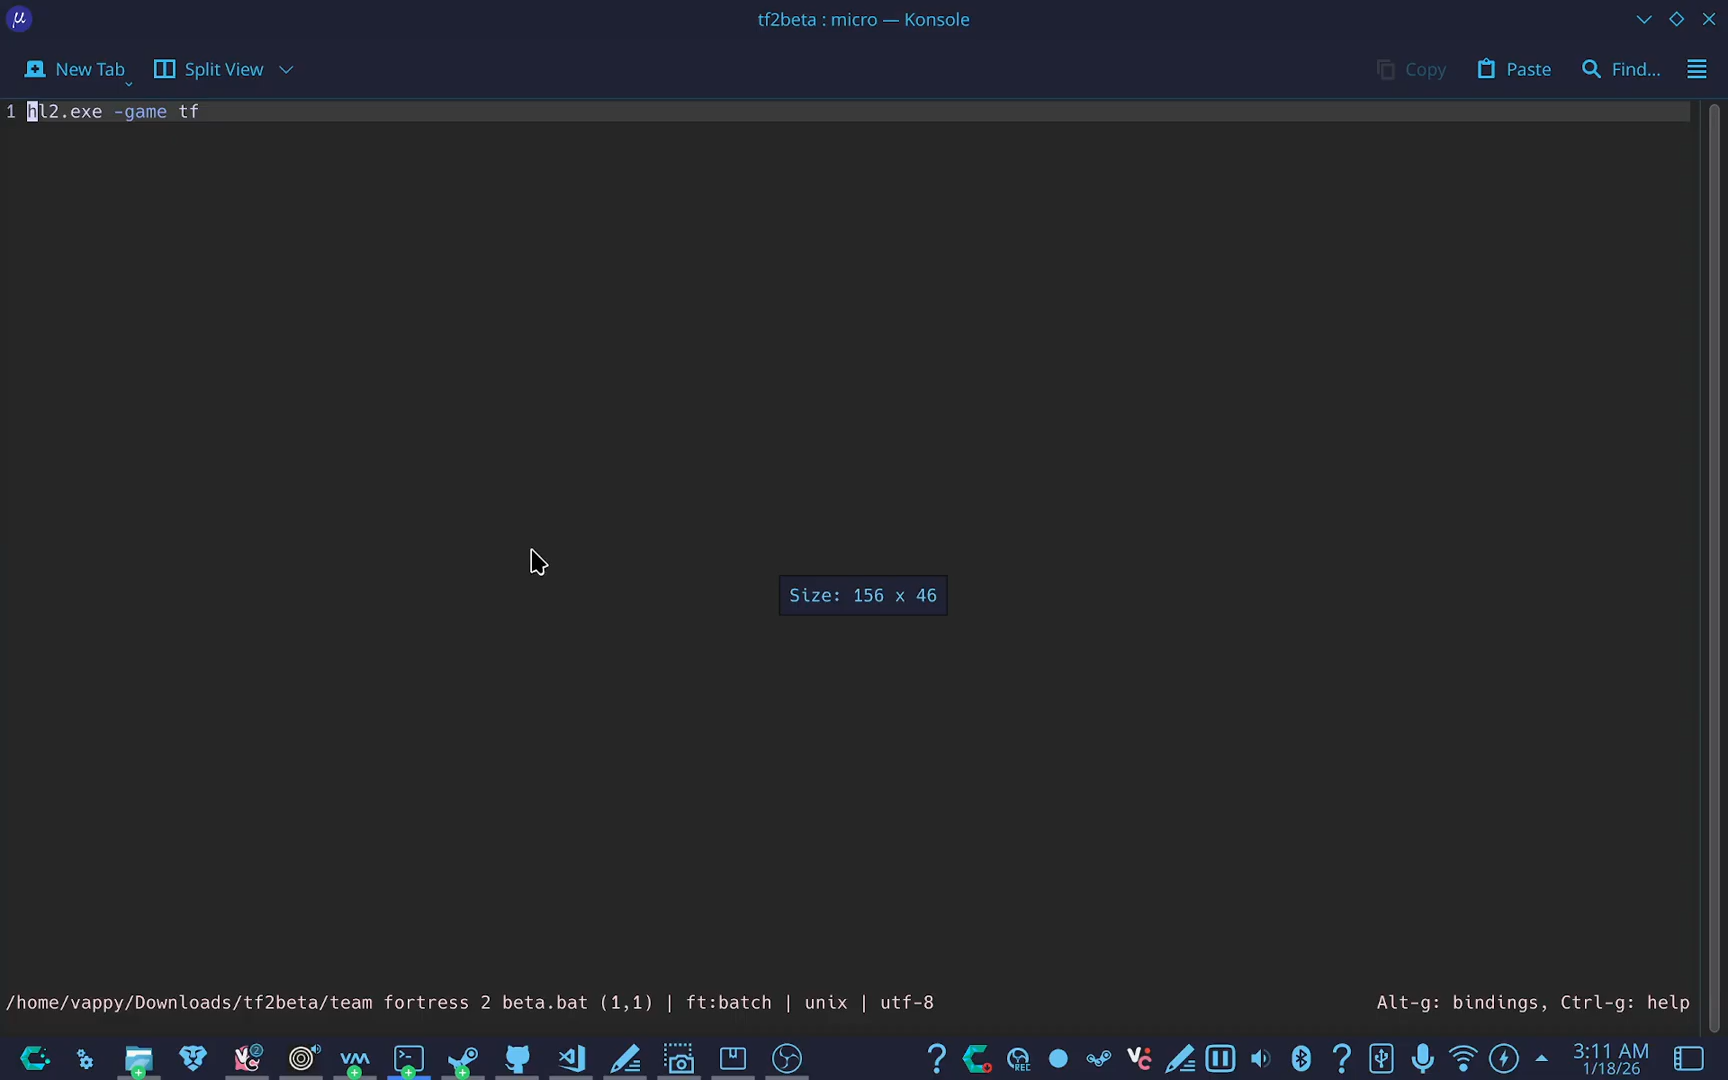 tf2beta : micro — Konsole
New Tab
Split View
Copy
Paste
Find...
1 hl2.exe -game tf
Size: 156 x 46
/home/vappy/Downloads/tf2beta/team fortress 2 beta.bat (1,1) | ft:batch | unix | utf-8
Alt-g: bindings, Ctrl-g: help
3:11 AM
1/18/26